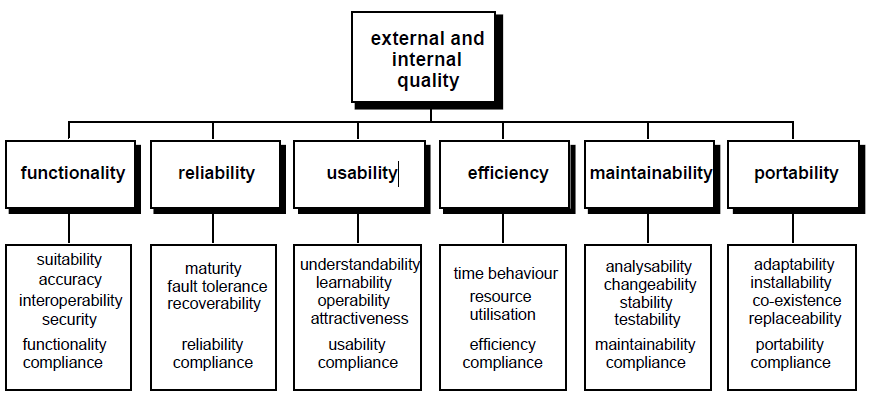 external and
internal
quality
functionality
reliability
usability
efficiency
maintainability
portability
suitability
accuracy
interoperability
security
functionality
compliance
maturity
fault tolerance
recoverability
reliability
compliance
understandability
learnability
operability
attractiveness
usability
compliance
time behaviour
resource
utilisation
efficiency
compliance
analysability
changeability
stability
testability
maintainability
compliance
adaptability
installability
co-existence
replaceability
portability
compliance